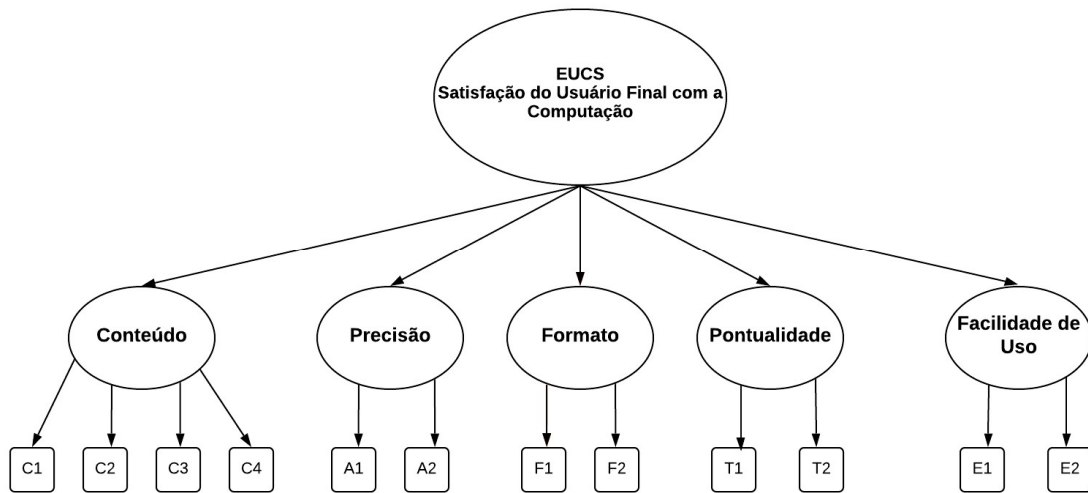 EUCS
Satisfação do Usuário Final com a
Computação
Conteúdo
Precisão
Formato
Pontualidade
Facilidade de
Uso
C1
C2
C3
C4
A1
A2
F1
F2
T1
T2
E1
E2